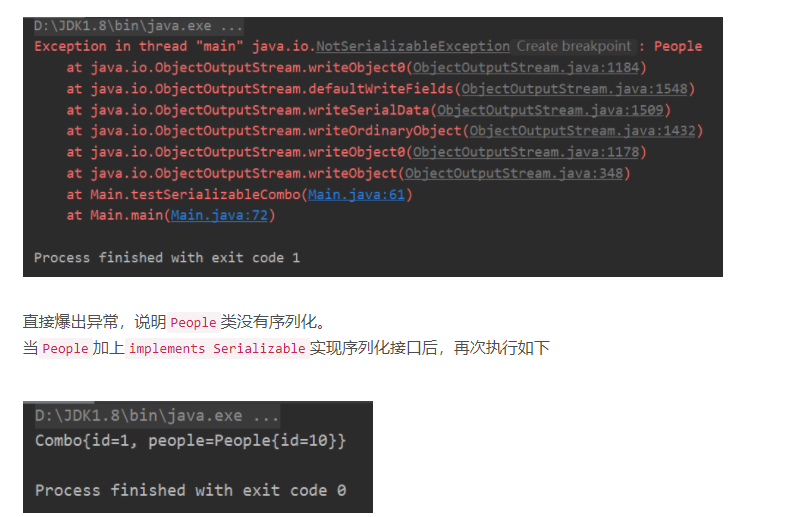 D:\JDK1.8\bin\java.exe ...
Exception in thread "main" java.io.NotSerializableException Create breakpoint : People
at java.io.ObjectOutputStream.writeObject0(ObjectOutputStream.java:1184)
at java.io.ObjectOutputStream.defaultWriteFields(ObjectOutputStream.java:1548)
at java.io.ObjectOutputStream.writeSerialData(ObjectOutputStream.java:1509)
at java.io.ObjectOutputStream.writeOrdinaryObject(ObjectOutputStream.java:1432)
at java.io.ObjectOutputStream.writeObject0(ObjectOutputStream.java:1178)
at java.io.ObjectOutputStream.writeObject(ObjectOutputStream.java:348)
at Main.testSerializableCombo(Main.java:61)
at Main.main(Main.java:72)
Process finished with exit code 1
直接爆出异常，说明 People 类没有序列化。
当 People 加上 implements Serializable 实现序列化接口后，再次执行如下
D:\JDK1.8\bin\java.exe ...
Combo{id=1, people=People{id=10}}
Process finished with exit code 0